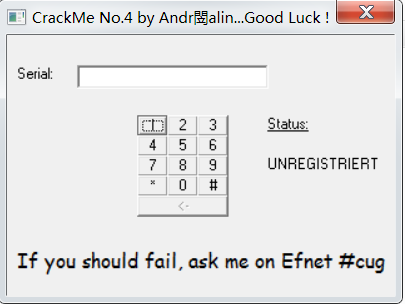 CrackMe No.4 by Andr閚alin...Good Luck !
Serial:
1 2 3
4 5 6
7 8 9
* 0 #
<-
Status:
UNREGISTRIERT
If you should fail, ask me on Efnet #cug